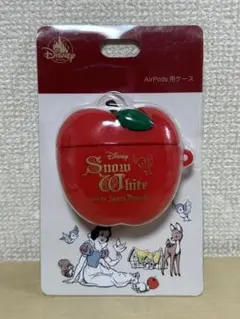 Disney
AirPods 用ケース
Disney
Snow
White
and the Seven Dwarfs